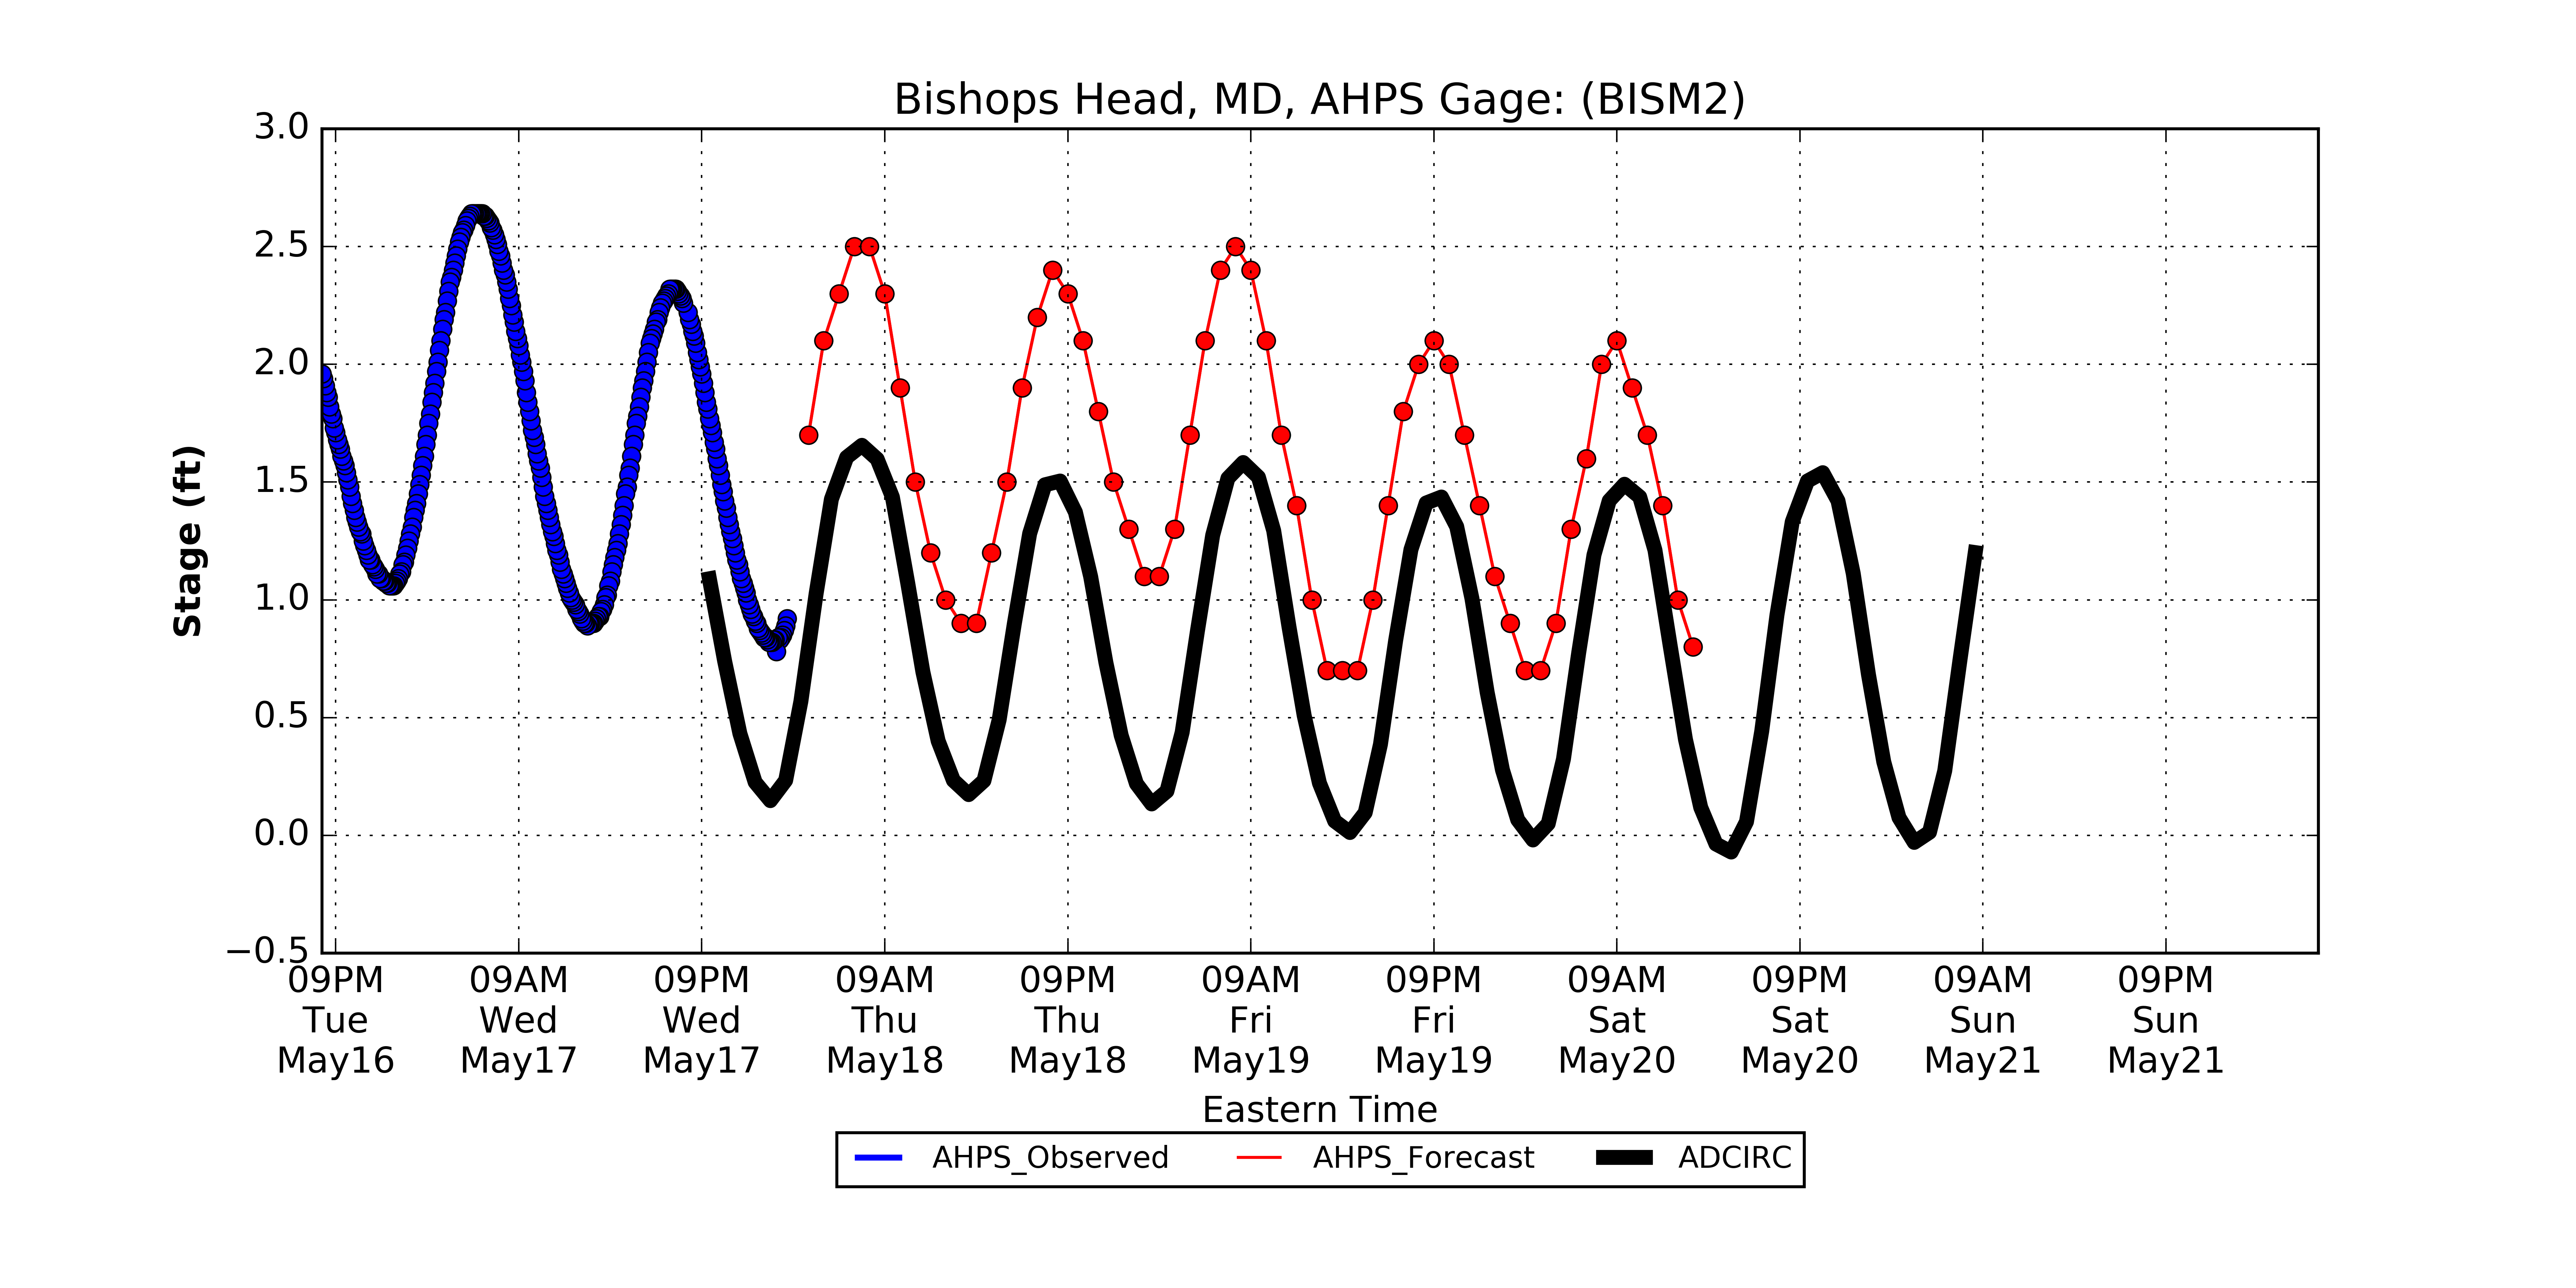 Bishops Head, MD, AHPS Gage: (BISM2)
3.0
2.5
2.0
1.5
1.0
0.5
0.0
−0.5
Stage (ft)
09PM 09AM 09PM 09AM 09PM 09AM 09PM 09AM 09PM 09AM 09PM
Tue Wed Wed Thu Thu Fri Fri Sat Sat Sun Sun
May16 May17 May17 May18 May18 May19 May19 May20 May20 May21 May21
Eastern Time
AHPS_Observed AHPS_Forecast ADCIRC